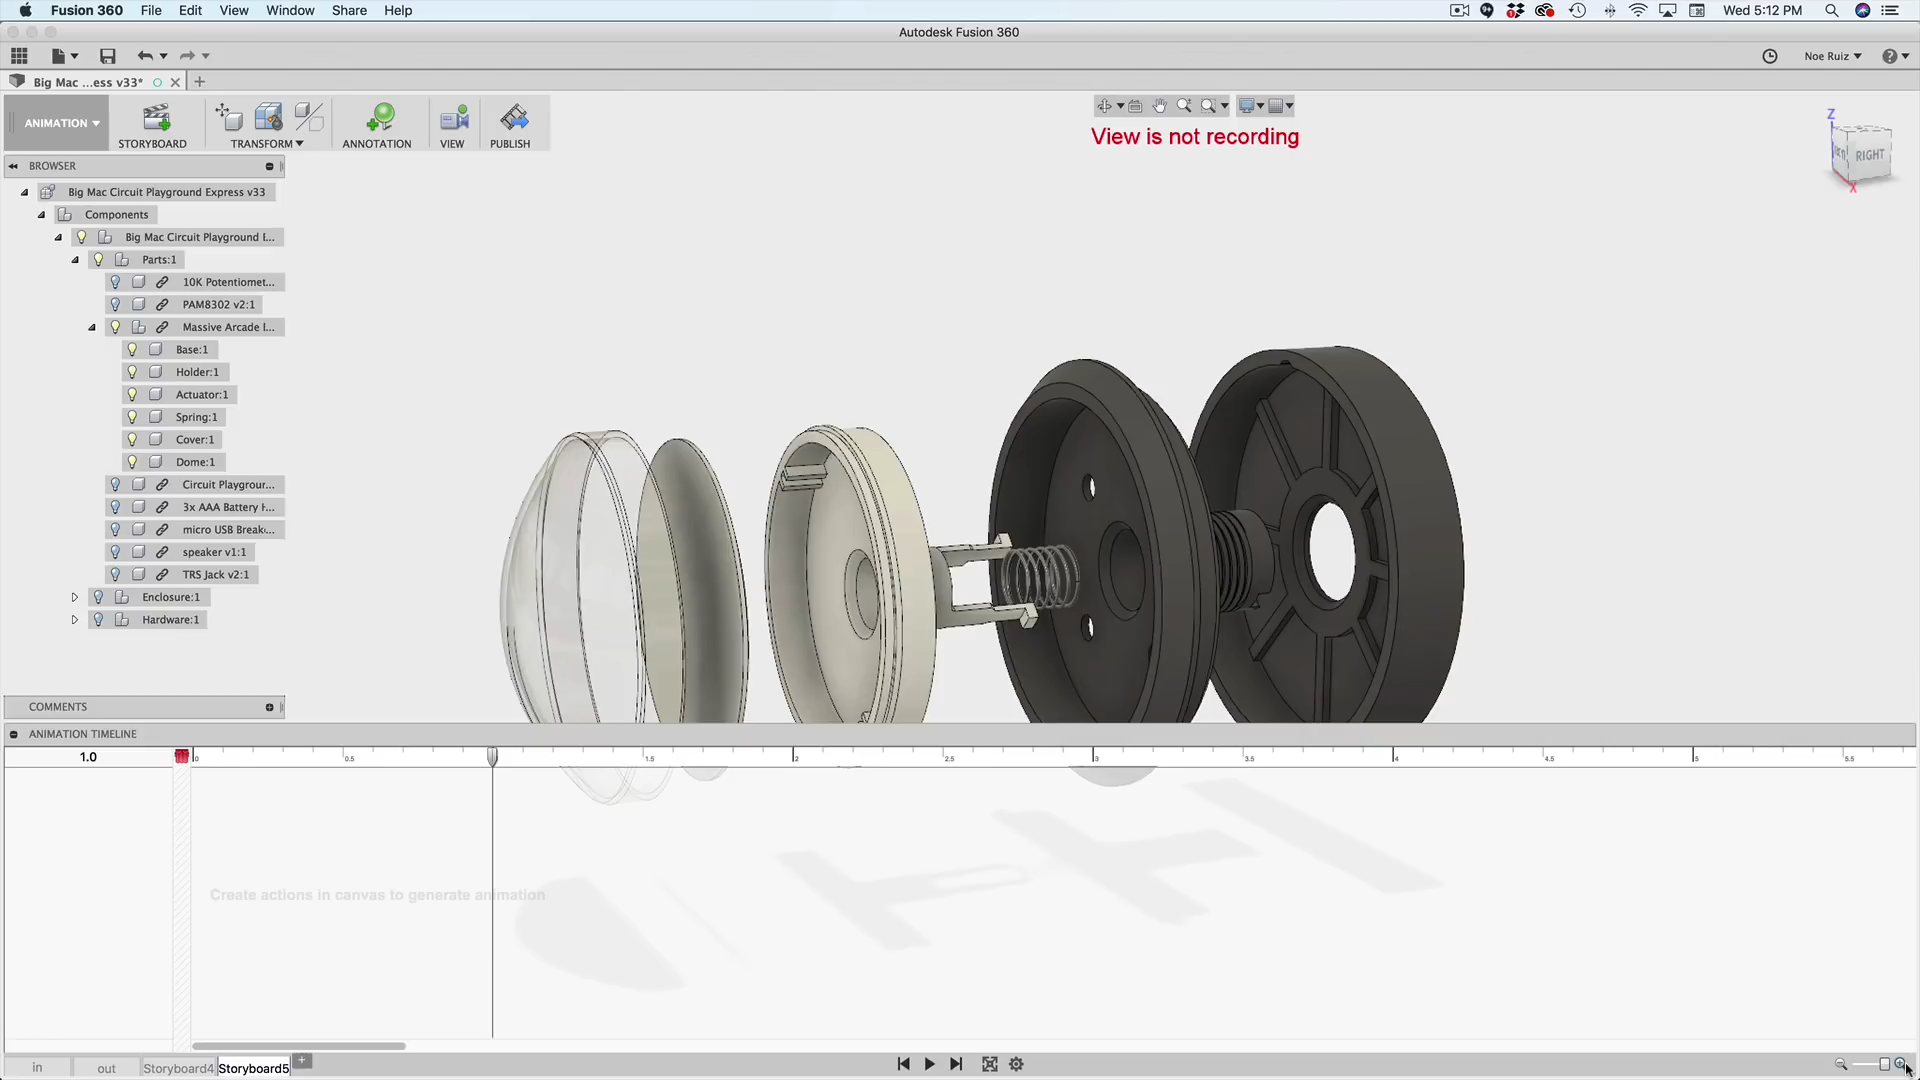 Fusion 360 File Edit View Window Share Help Wed 5:12 PM
Autodesk Fusion 360
Noe Ruiz
Big Mac ...ess v33*
ANIMATION STORYBOARD TRANSFORM ANNOTATION VIEW PUBLISH
View is not recording
Z
RIGHT
X
BROWSER
Big Mac Circuit Playground Express v33
Components
Big Mac Circuit Playground E...
Parts:1
10K Potentiomet...
PAM8302 v2:1
Massive Arcade l...
Base:1
Holder:1
Actuator:1
Spring:1
Cover:1
Dome:1
Circuit Playgroun...
3x AAA Battery H...
micro USB Break...
speaker v1:1
TRS Jack v2:1
Enclosure:1
Hardware:1
COMMENTS
ANIMATION TIMELINE
1.0 0 0.5 1.5 2 2.5 3 3.5 4 4.5 5 5.5
Create actions in canvas to generate animation
in out Storyboard4 Storyboard5